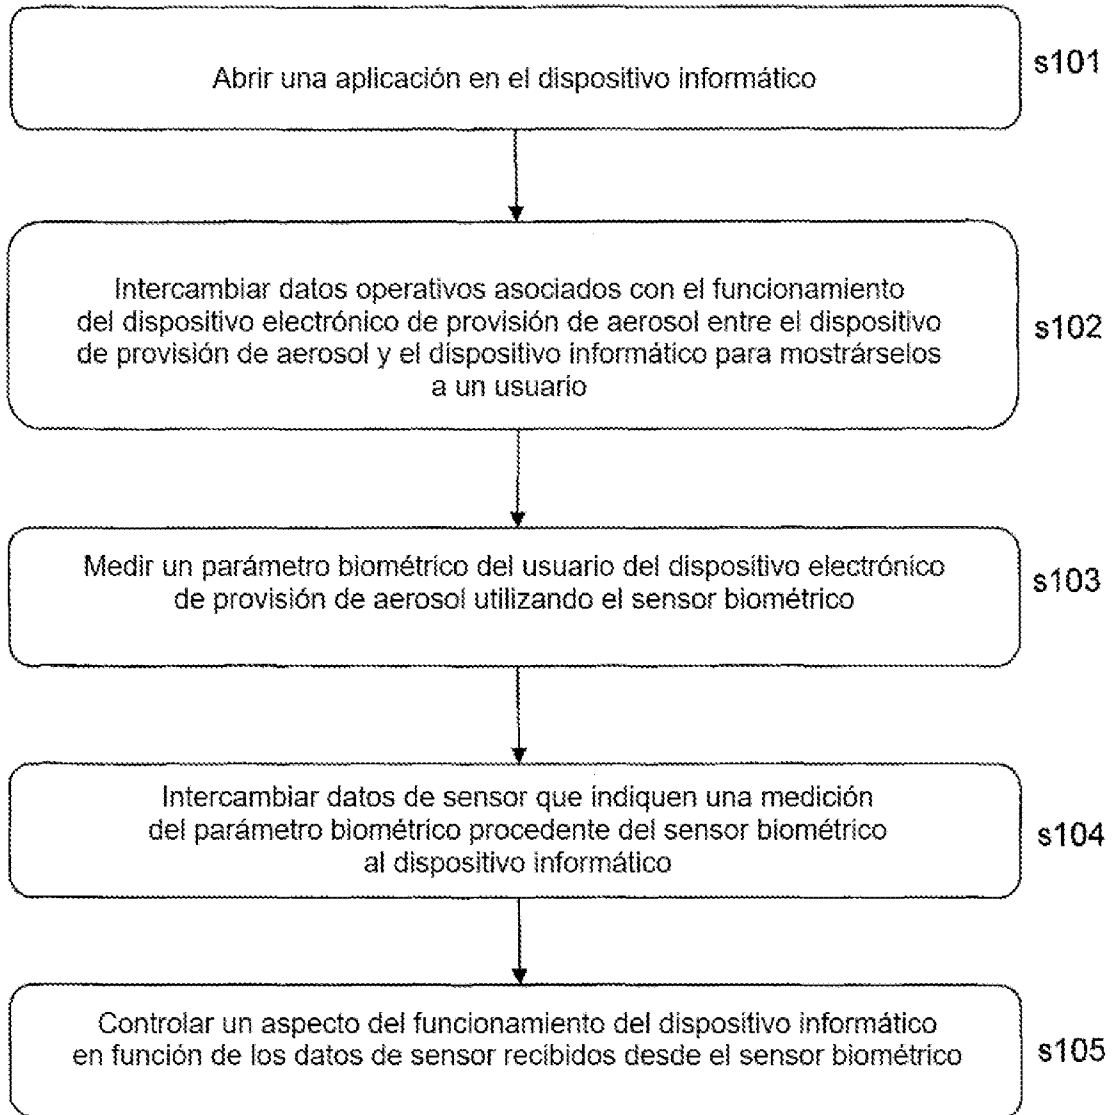 Abrir una aplicación en el dispositivo informático
s101
Intercambiar datos operativos asociados con el funcionamiento
del dispositivo electrónico de provisión de aerosol entre el dispositivo
de provisión de aerosol y el dispositivo informático para mostrárselos
a un usuario
s102
Medir un parámetro biométrico del usuario del dispositivo electrónico
de provisión de aerosol utilizando el sensor biométrico
s103
Intercambiar datos de sensor que indiquen una medición
del parámetro biométrico procedente del sensor biométrico
al dispositivo informático
s104
Controlar un aspecto del funcionamiento del dispositivo informático
en función de los datos de sensor recibidos desde el sensor biométrico
s105